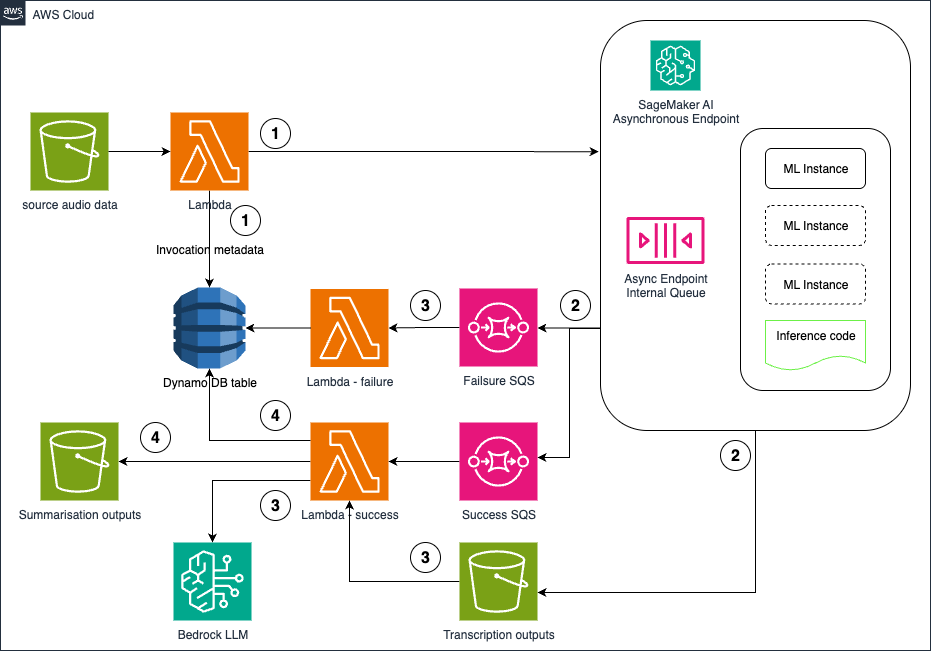 aws
AWS Cloud
SageMaker AI
Asynchronous Endpoint
1
ML Instance
source audio data
Lambda
1
ML Instance
Invocation metadata
Async Endpoint
Internal Queue
ML Instance
3
2
Inference code
Dynamo DB table
Lambda - failure
Failsure SQS
4
4
2
3
Summarisation outputs
Lambda - success
Success SQS
3
Bedrock LLM
Transcription outputs